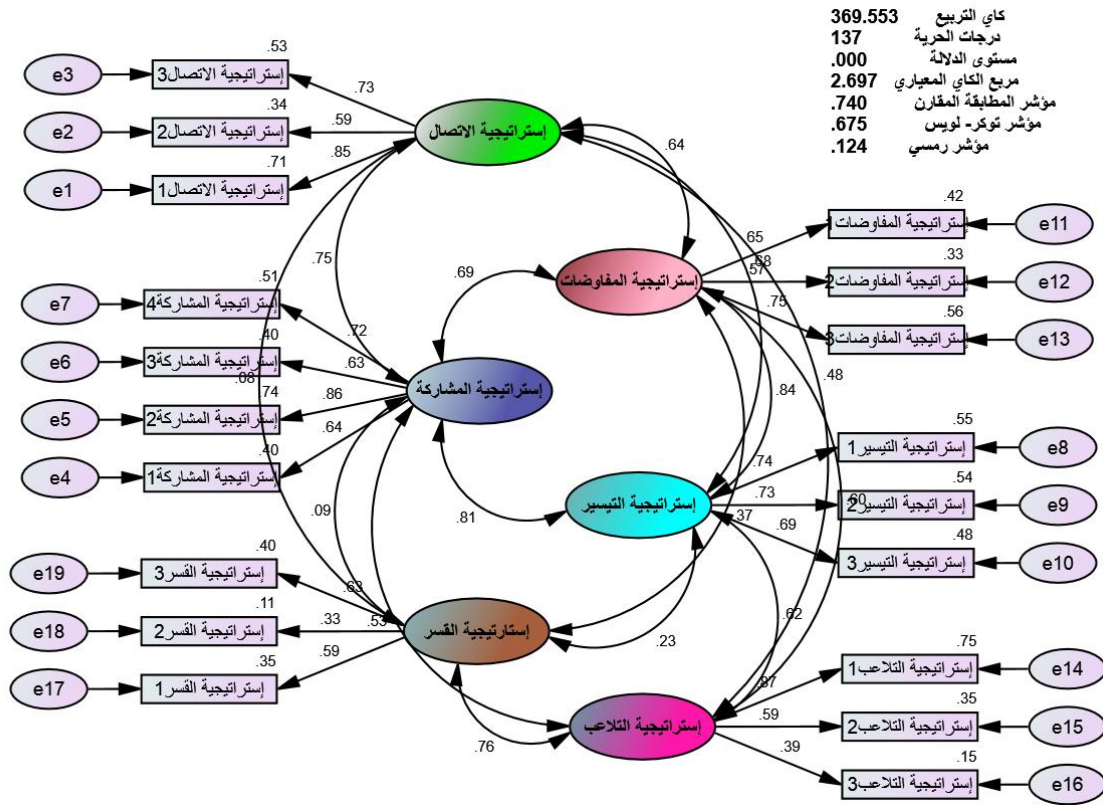 كاي التربيع 369.553
درجات الحرية 137
مستوى الدلالة .000
مربع الكاي المعياري 2.697
مؤشر المطابقة المقارن .740
مؤشر توكر- لويس .675
مؤشر رمسي .124
.53
e3
إستراتيجية الاتصال3
.73
.34
e2
إستراتيجية الاتصال2
.59
.71
e1
إستراتيجية الاتصال1
.85
إستراتيجية الاتصال
.64
.75
.51
e7
إستراتيجية المشاركة4
.72
.40
e6
إستراتيجية المشاركة3
.63
.08
.74
e5
إستراتيجية المشاركة2
.86
.40
e4
إستراتيجية المشاركة1
.64
إستراتيجية المشاركة
.69
.81
.09
.40
e19
إستراتيجية القسر3
.63
.11
e18
إستراتيجية القسر2
.33
.53
.35
e17
إستراتيجية القسر1
.59
إستارتيجية القسر
.23
.76
إستراتيجية المفاوضات
.42
.65
إستراتيجية المفاوضات1
e11
.33
.68
.57
إستراتيجية المفاوضات2
e12
.56
.75
إستراتيجية المفاوضات3
e13
.84
.48
إستراتيجية التيسير
.55
.74
إستراتيجية التيسير1
e8
.54
.73
.60
إستراتيجية التيسير2
e9
.48
.37
.69
إستراتيجية التيسير3
e10
.62
إستراتيجية التلاعب
.75
.87
إستراتيجية التلاعب1
e14
.35
.59
إستراتيجية التلاعب2
e15
.15
.39
إستراتيجية التلاعب3
e16